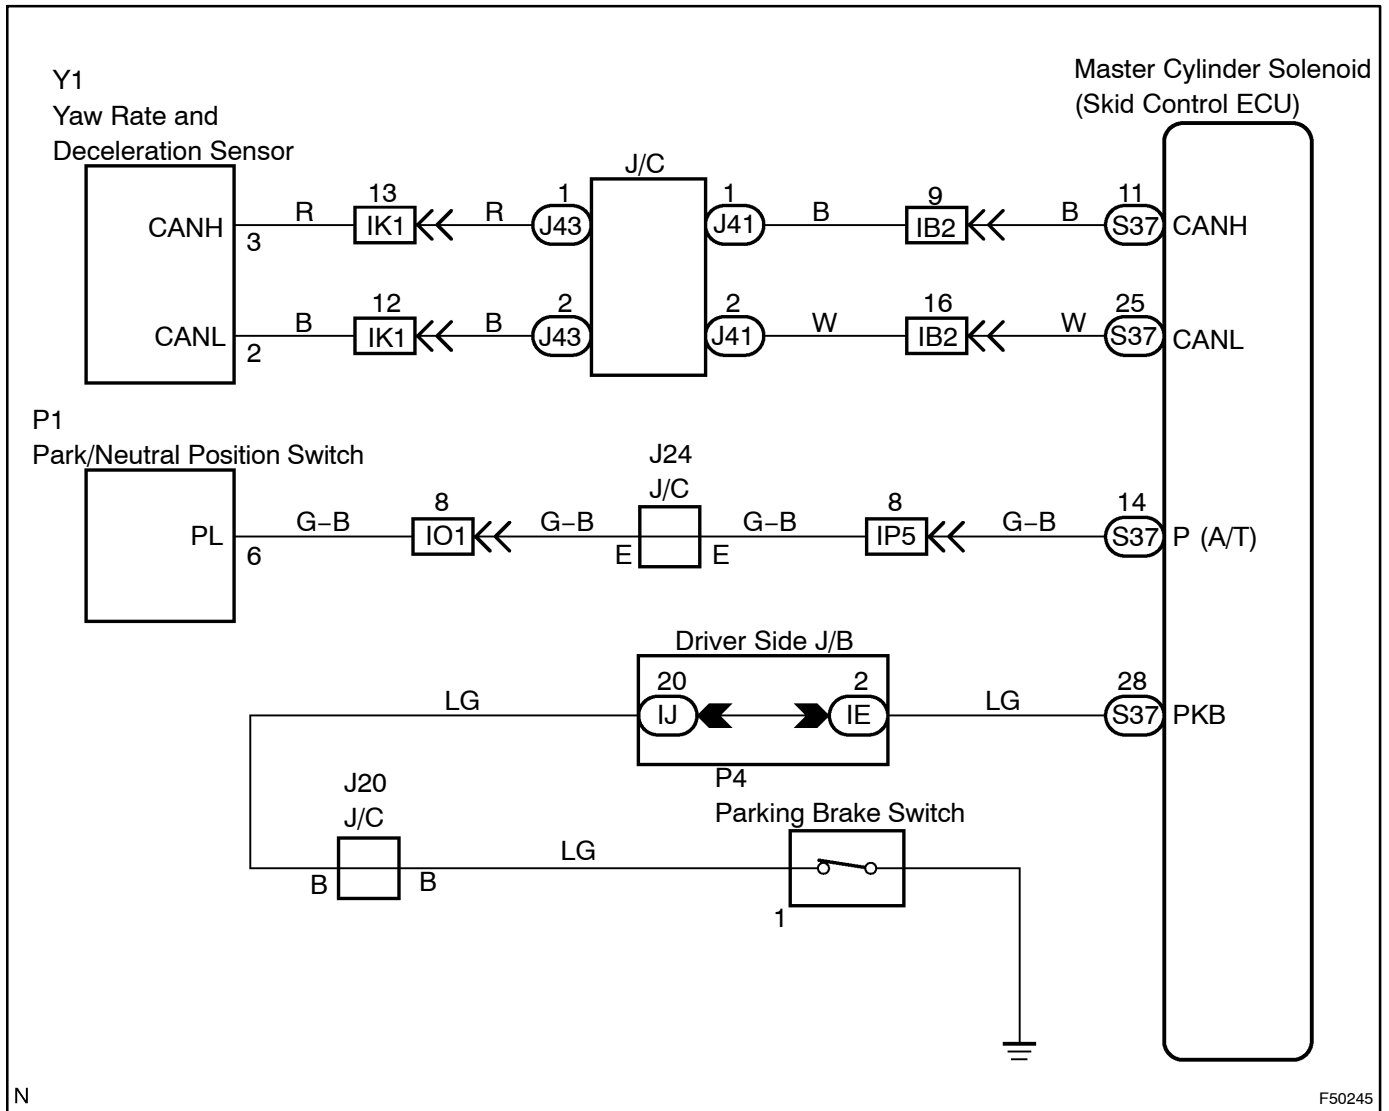 Y1
Yaw Rate and
Deceleration Sensor
Master Cylinder Solenoid
(Skid Control ECU)
J/C
CANH
3
R
13
IK1
R
1
J43
1
J41
B
9
IB2
B
11
S37
CANH
CANL
2
B
12
IK1
B
2
J43
2
J41
W
16
IB2
W
25
S37
CANL
P1
Park/Neutral Position Switch
PL
6
G–B
8
IO1
G–B
J24
J/C
E
E
G–B
8
IP5
G–B
14
S37
P (A/T)
Driver Side J/B
LG
20
IJ
2
IE
LG
28
S37
PKB
J20
J/C
B
B
LG
P4
Parking Brake Switch
1
N
F50245